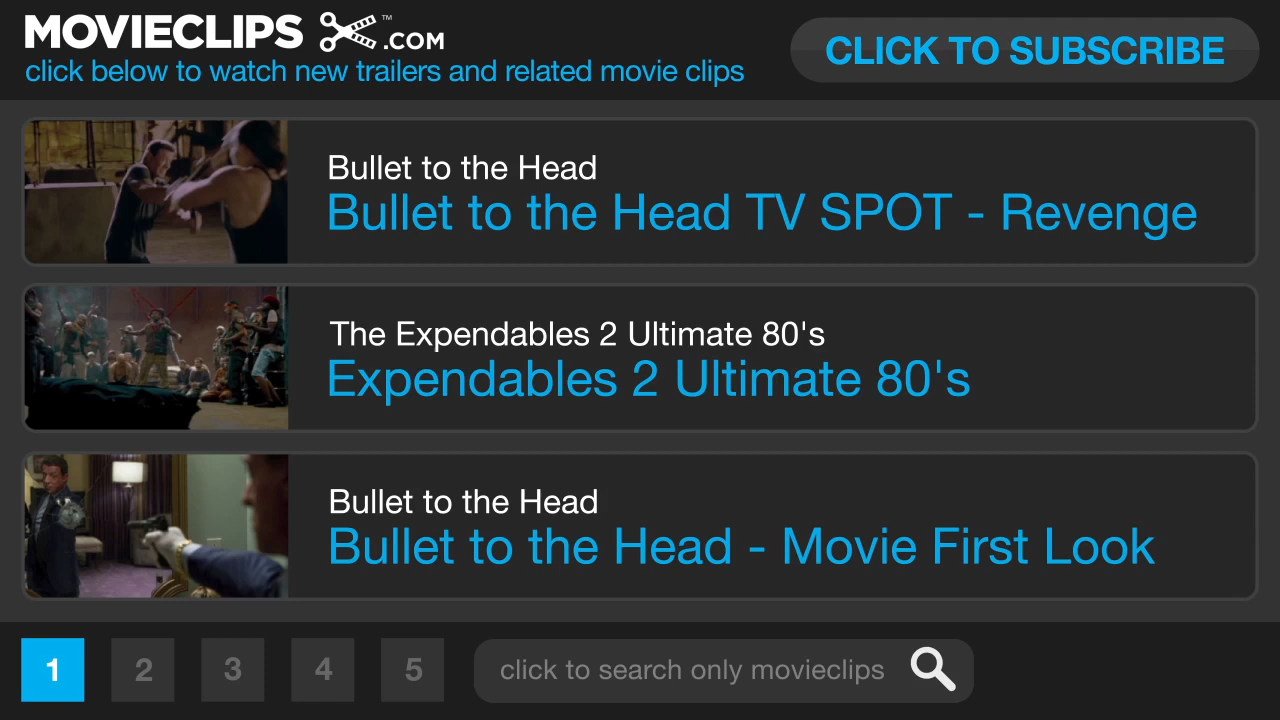 MOVIECLIPS™.COM
click below to watch new trailers and related movie clips
CLICK TO SUBSCRIBE
Bullet to the Head
Bullet to the Head TV SPOT - Revenge
The Expendables 2 Ultimate 80's
Expendables 2 Ultimate 80's
Bullet to the Head
Bullet to the Head - Movie First Look
1 2 3 4 5
click to search only movieclips